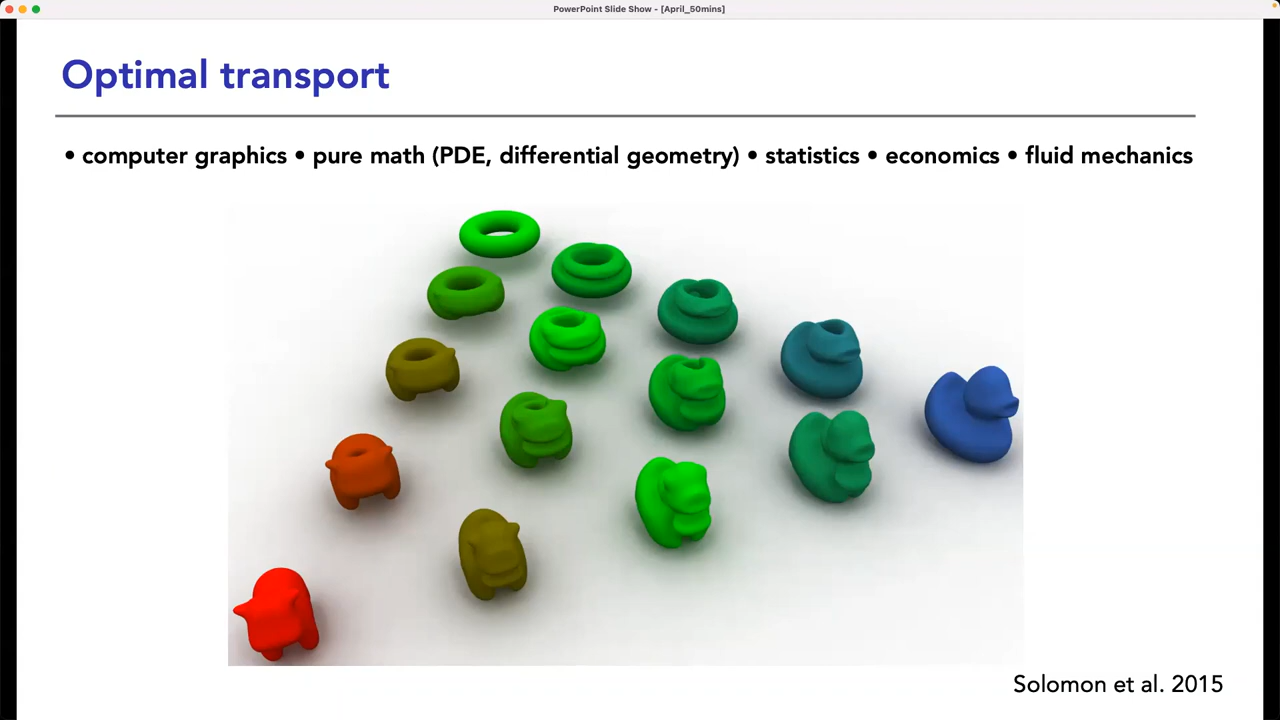 PowerPoint Slide Show - [April_50mins]
Optimal transport
• computer graphics • pure math (PDE, differential geometry) • statistics • economics • fluid mechanics
Solomon et al. 2015